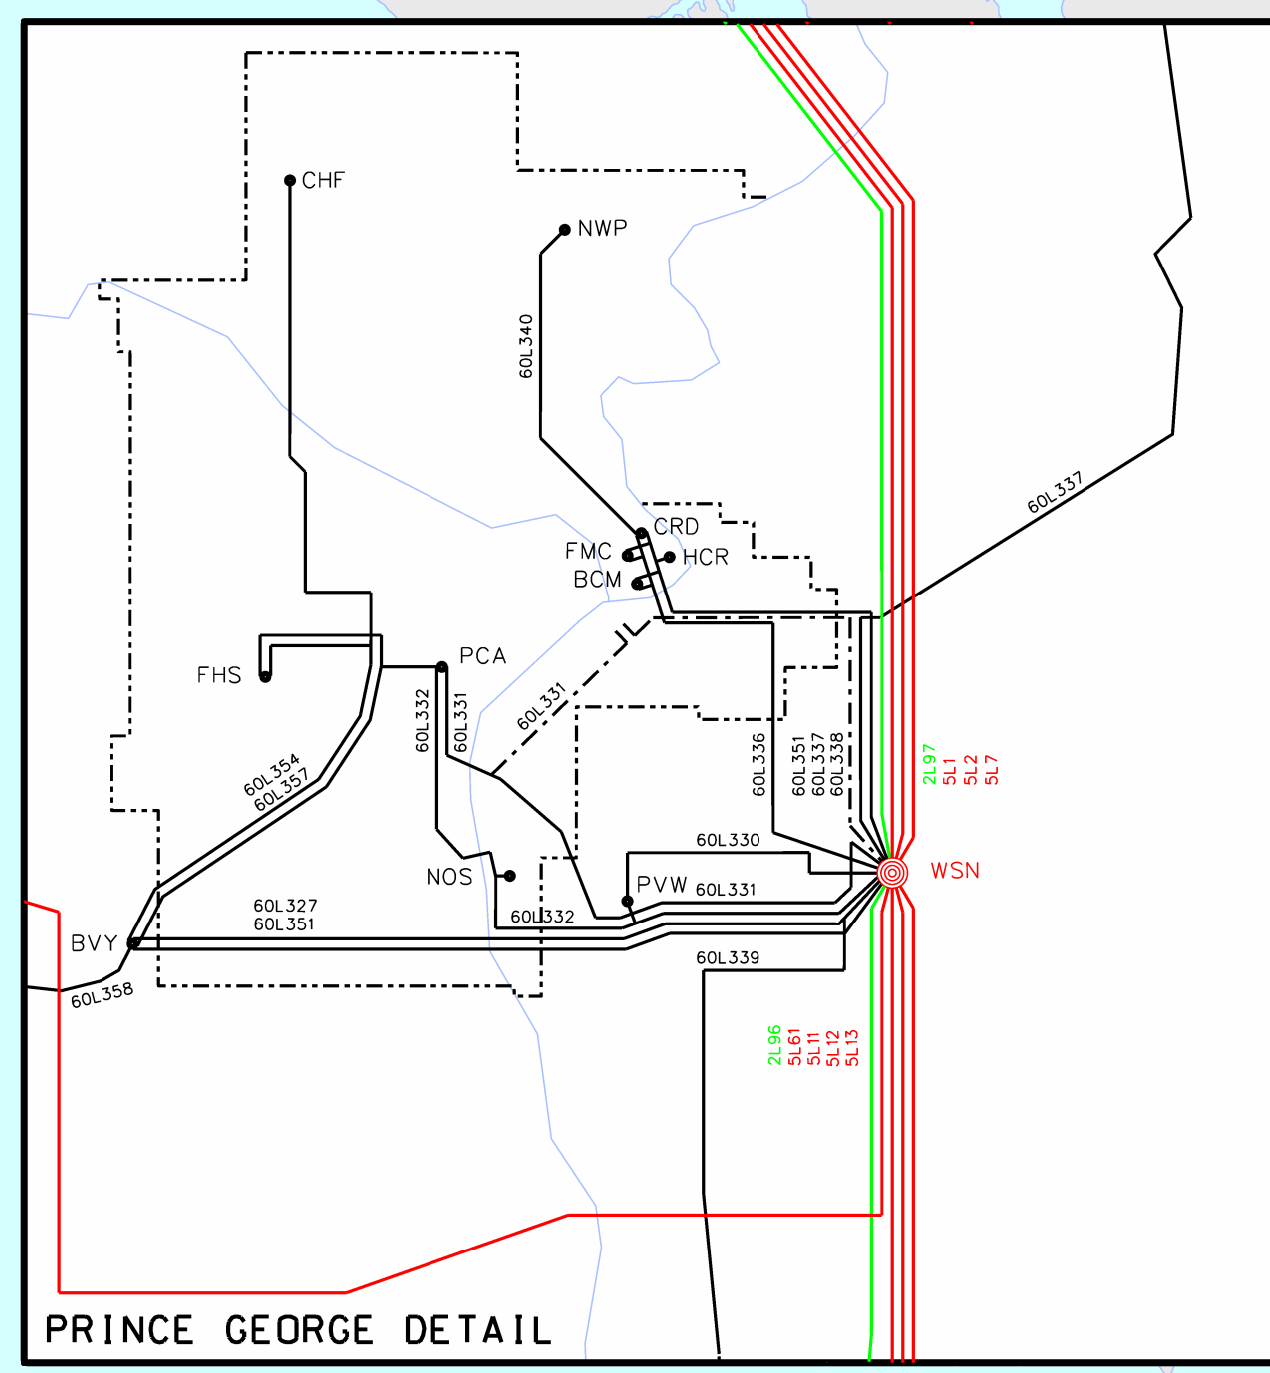 CHF
NWP
60L340
60L337
CRD
FMC
HCR
BCM
PCA
FHS
60L331
60L332
60L331
60L336
60L351
60L337
60L338
2L97
5L1
5L2
5L7
60L354
60L357
60L330
WSN
NOS
PVW
60L331
60L327
60L332
60L351
BVY
60L339
60L358
2L96
5L61
5L11
5L12
5L13
PRINCE GEORGE DETAIL